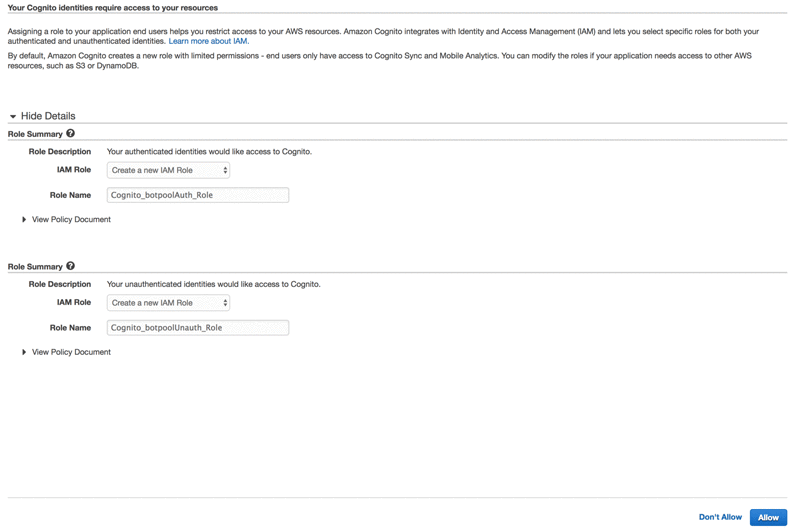 Your Cognito identities require access to your resources
Assigning a role to your application end users helps you restrict access to your AWS resources. Amazon Cognito integrates with Identity and Access Management (IAM) and lets you select specific roles for both your
authenticated and unauthenticated identities. Learn more about IAM.
By default, Amazon Cognito creates a new role with limited permissions - end users only have access to Cognito Sync and Mobile Analytics. You can modify the roles if your application needs access to other AWS
resources, such as S3 or DynamoDB.
Hide Details
Role Summary ?
Role Description Your authenticated identities would like access to Cognito.
IAM Role Create a new IAM Role
Role Name Cognito_botpoolAuth_Role
View Policy Document
Role Summary ?
Role Description Your unauthenticated identities would like access to Cognito.
IAM Role Create a new IAM Role
Role Name Cognito_botpoolUnauth_Role
View Policy Document
Don't Allow Allow